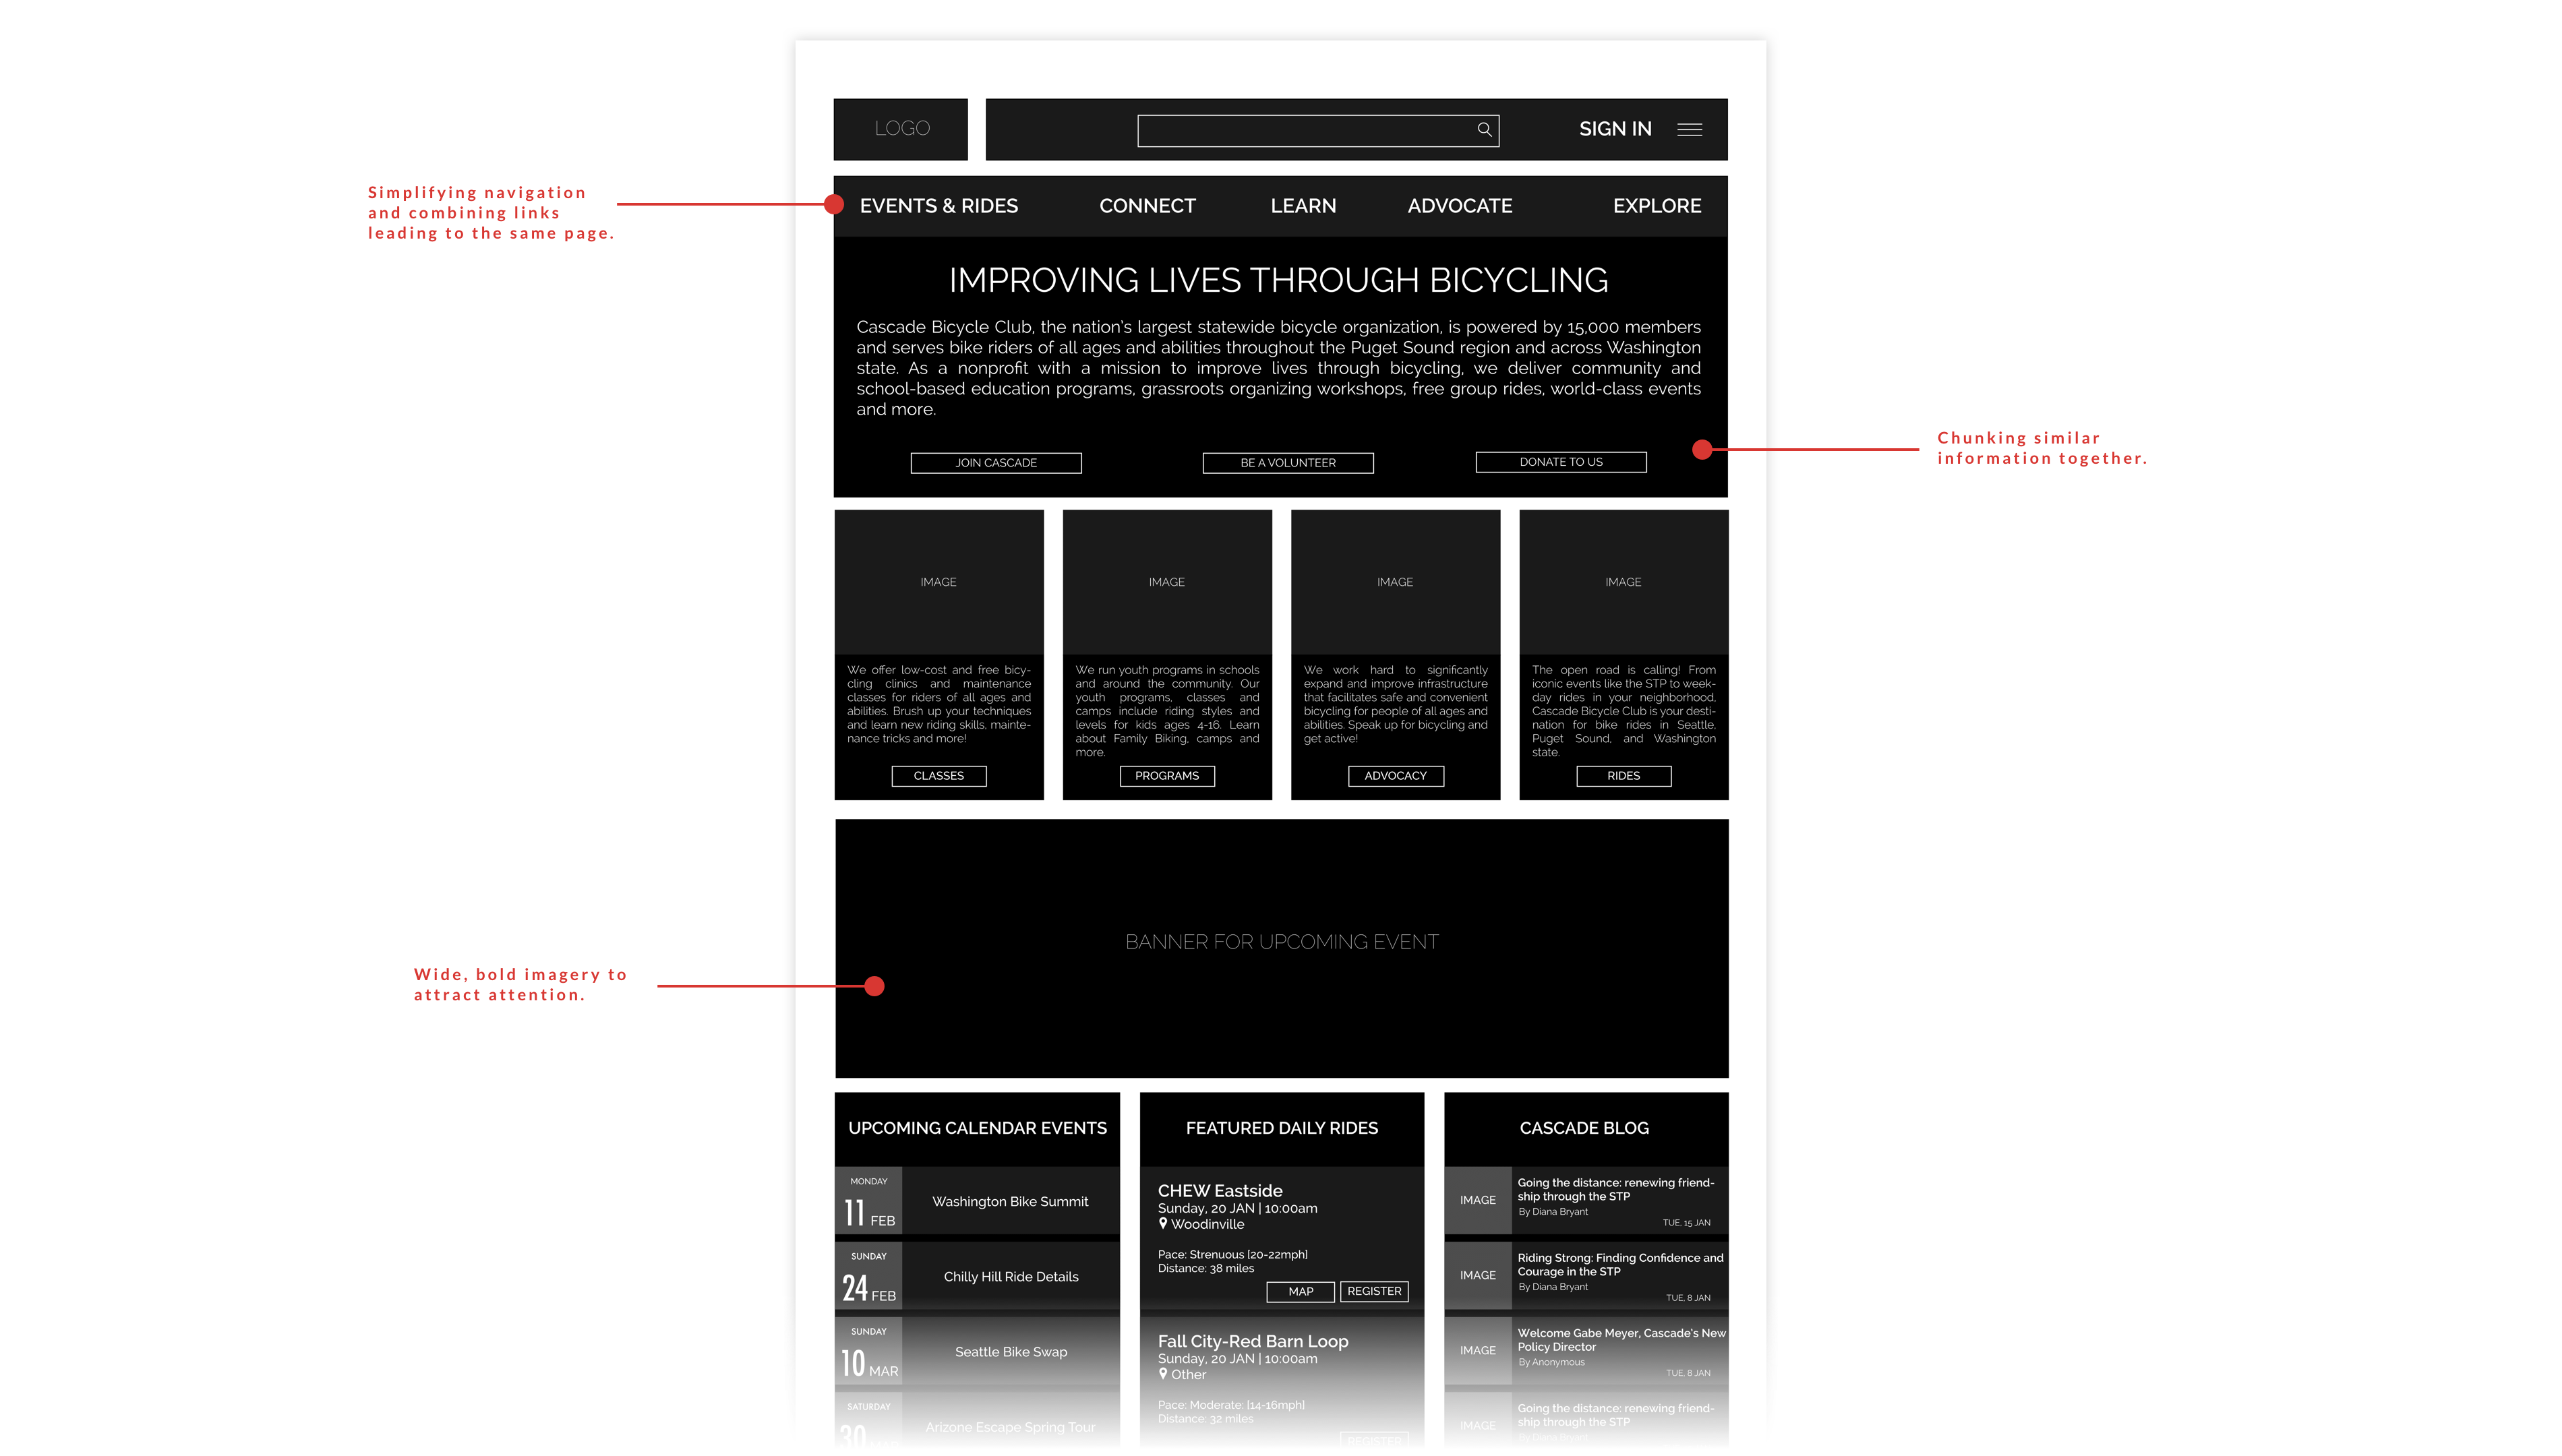 LOGO
SIGN IN
Simplifying navigation
and combining links
leading to the same page.
EVENTS & RIDES
CONNECT
LEARN
ADVOCATE
EXPLORE
IMPROVING LIVES THROUGH BICYCLING
Cascade Bicycle Club, the nation's largest statewide bicycle organization, is powered by 15,000 members
and serves bike riders of all ages and abilities throughout the Puget Sound region and across Washington
state. As a nonprofit with a mission to improve lives through bicycling, we deliver community and
school-based education programs, grassroots organizing workshops, free group rides, world-class events
and more.
JOIN CASCADE
BE A VOLUNTEER
DONATE TO US
Chunking similar
information together.
IMAGE
We offer low-cost and free bicy-
cling clinics and maintenance
classes for riders of all ages and
abilities. Brush up your techniques
and learn new riding skills, mainte-
nance tricks and more!
CLASSES
IMAGE
We run youth programs in schools
and around the community. Our
youth programs, classes and
camps include riding styles and
levels for kids ages 4-16. Learn
about Family Biking, camps and
more.
PROGRAMS
IMAGE
We work hard to significantly
expand and improve infrastructure
that facilitates safe and convenient
bicycling for people of all ages and
abilities. Speak up for bicycling and
get active!
ADVOCACY
IMAGE
The open road is calling! From
iconic events like the STP to week-
day rides in your neighborhood,
Cascade Bicycle Club is your desti-
nation for bike rides in Seattle,
Puget Sound, and Washington
state.
RIDES
BANNER FOR UPCOMING EVENT
Wide, bold imagery to
attract attention.
UPCOMING CALENDAR EVENTS
MONDAY
11 FEB
Washington Bike Summit
SUNDAY
24 FEB
Chilly Hill Ride Details
SUNDAY
10 MAR
Seattle Bike Swap
SATURDAY
30
Arizone Escape Spring Tour
FEATURED DAILY RIDES
CHEW Eastside
Sunday, 20 JAN | 10:00am
Woodinville
Pace: Strenuous [20-22mph]
Distance: 38 miles
MAP
REGISTER
Fall City-Red Barn Loop
Sunday, 20 JAN | 10:00am
Other
Pace: Moderate: [14-16mph]
Distance: 32 miles
REGISTER
CASCADE BLOG
IMAGE
Going the distance: renewing friend-
ship through the STP
By Diana Bryant
TUE, 15 JAN
IMAGE
Riding Strong: Finding Confidence and
Courage in the STP
By Diana Bryant
TUE, 8 JAN
IMAGE
Welcome Gabe Meyer, Cascade's New
Policy Director
By Anonymous
TUE, 8 JAN
IMAGE
Going the distance: renewing friend-
ship through the STP
By Diana Bryant